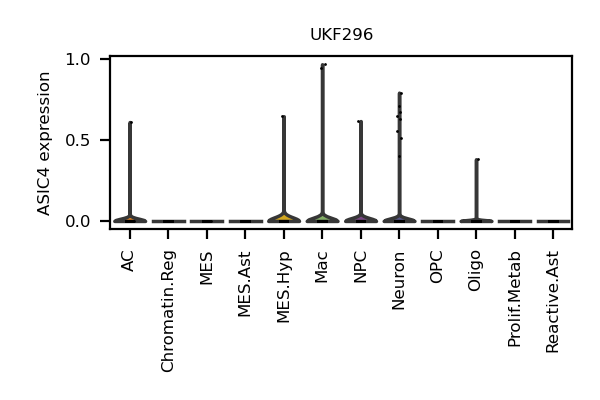 UKF296
ASIC4 expression
1.0
0.5
0.0
AC
Chromatin.Reg
MES
MES.Ast
MES.Hyp
Mac
NPC
Neuron
OPC
Oligo
Prolif.Metab
Reactive.Ast